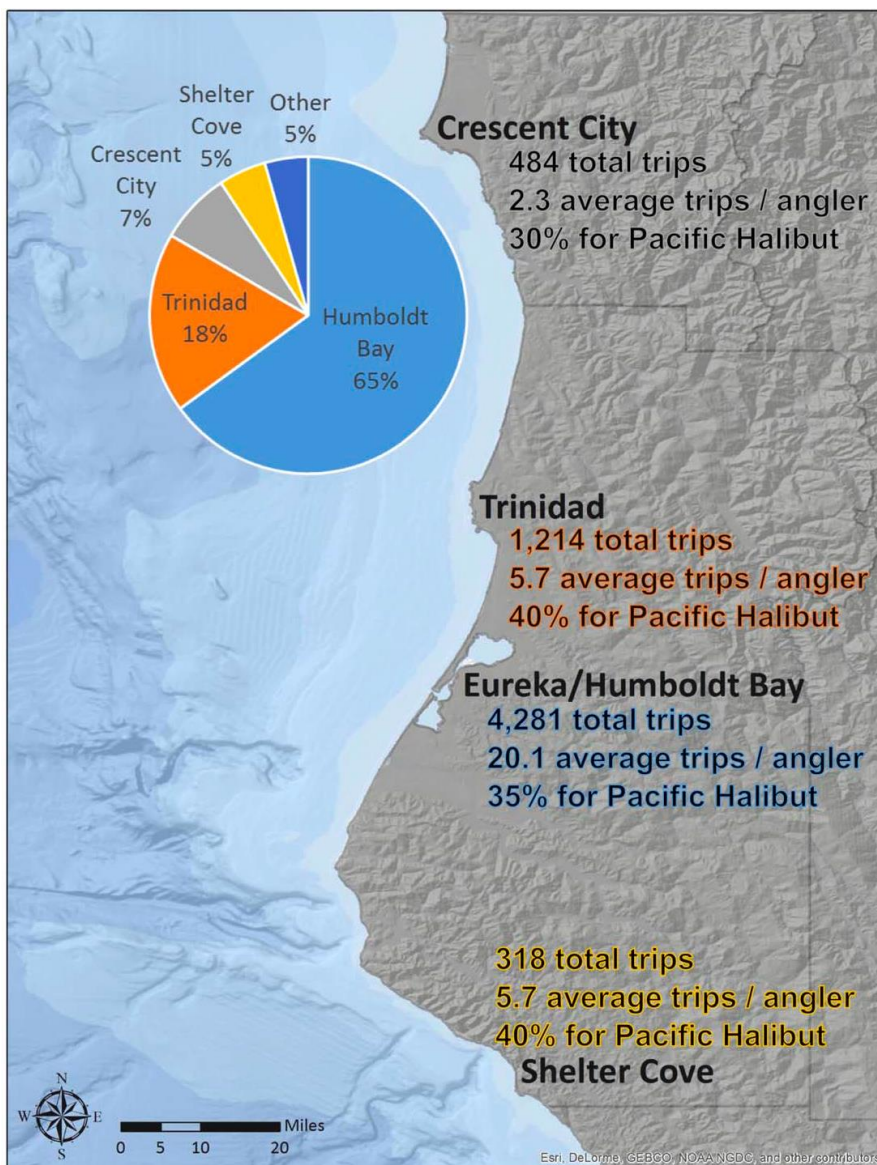 Shelter
Cove
5%
Other
5%
Crescent
City
7%
Trinidad
18%
Humboldt
Bay
65%
Crescent City
484 total trips
2.3 average trips / angler
30% for Pacific Halibut
Trinidad
1,214 total trips
5.7 average trips / angler
40% for Pacific Halibut
Eureka/Humboldt Bay
4,281 total trips
20.1 average trips / angler
35% for Pacific Halibut
318 total trips
5.7 average trips / angler
40% for Pacific Halibut
Shelter Cove
N
W E
S
Miles
0 5 10 20
Esri, DeLorme, GEBCO, NOAA NGDC, and other contributors